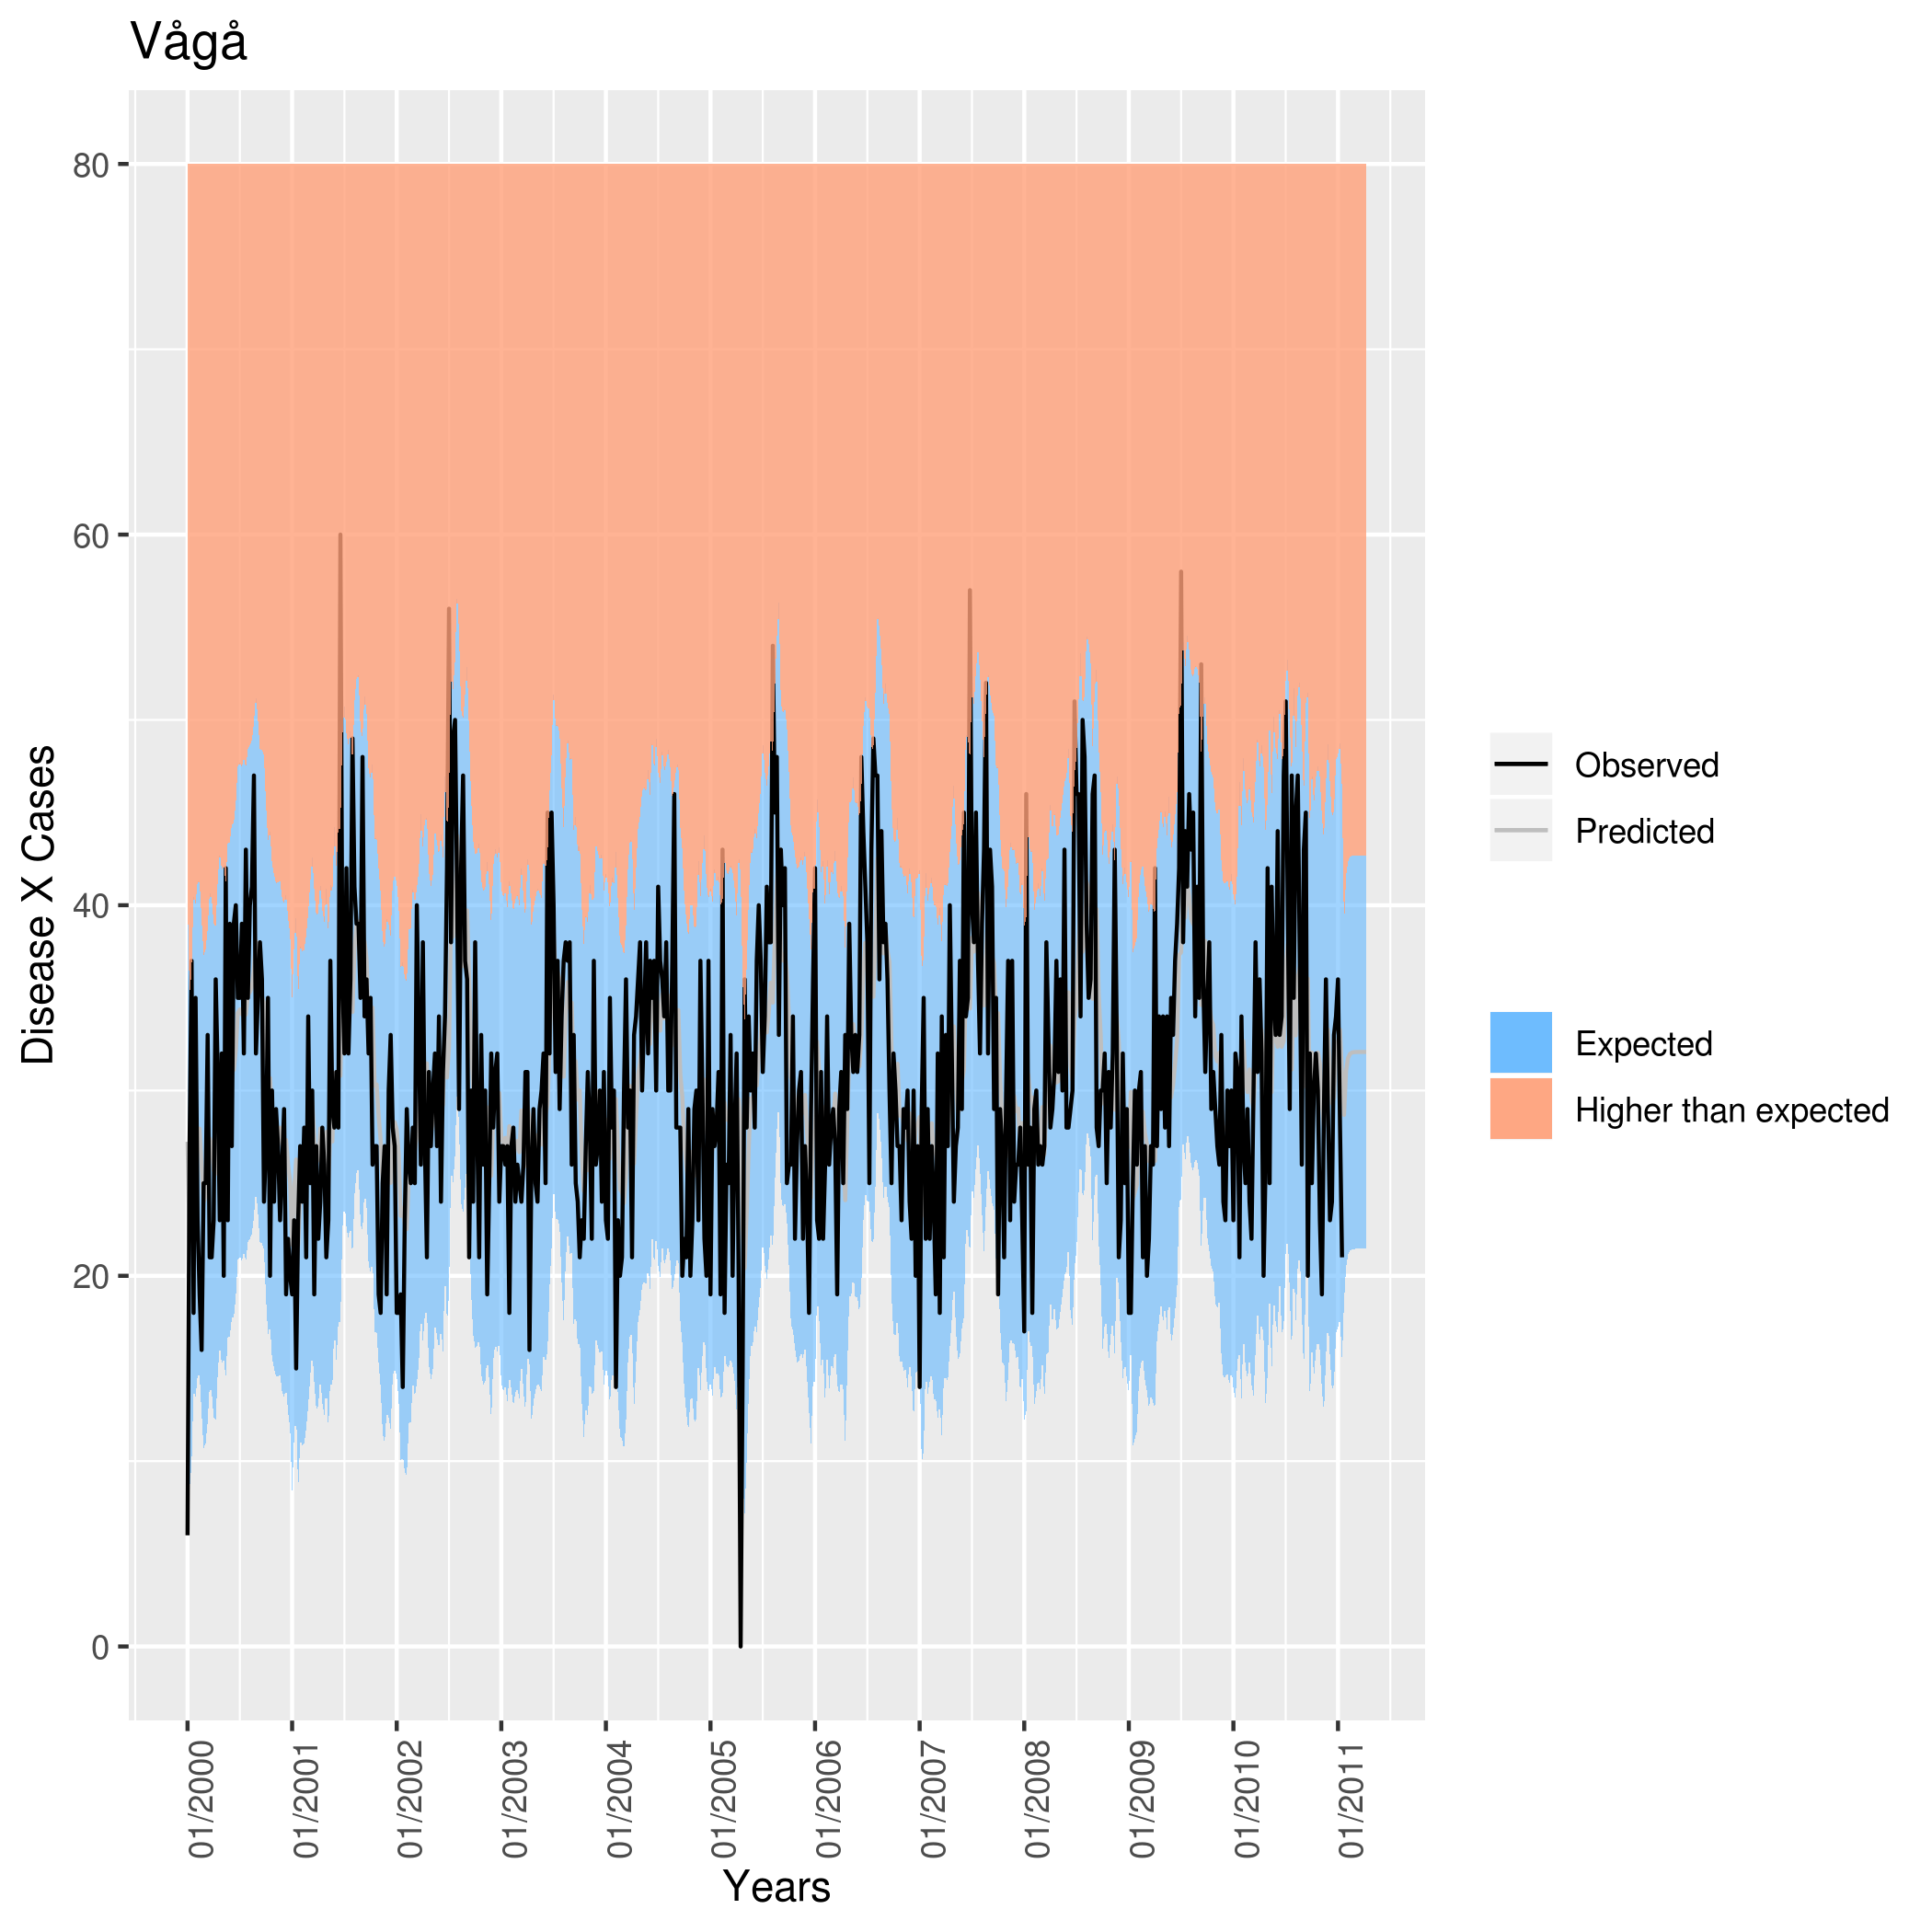 Vågå
80
60
40
20
0
Disease X Cases
01/2000
01/2001
01/2002
01/2003
01/2004
01/2005
01/2006
01/2007
01/2008
01/2009
01/2010
01/2011
Years
Observed
Predicted
Expected
Higher than expected